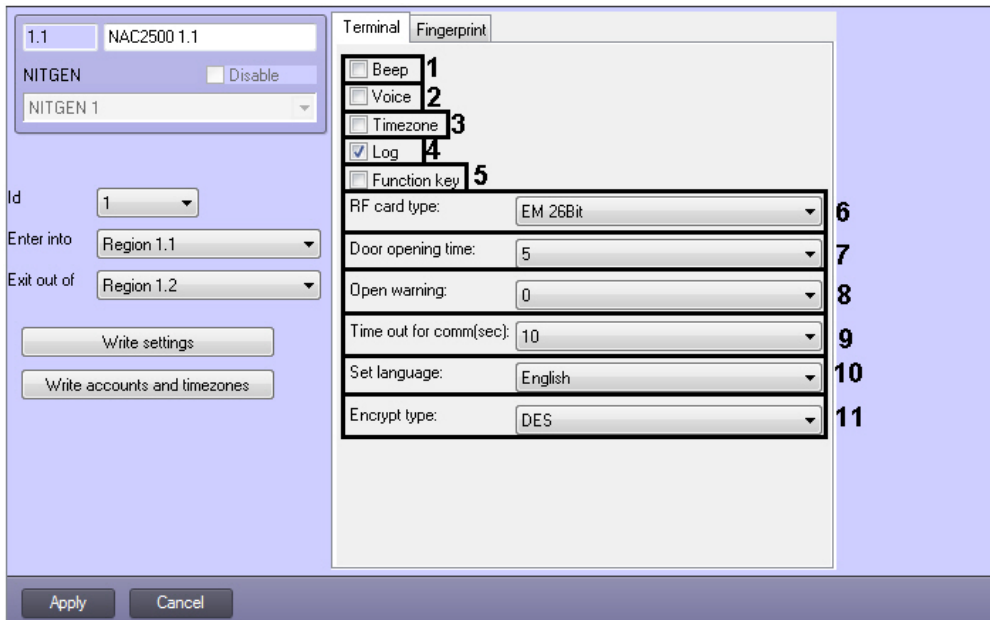 1.1 NAC2500 1.1
NITGEN Disable
NITGEN 1
Id 1
Enter into Region 1.1
Exit out of Region 1.2
Write settings
Write accounts and timezones
Terminal Fingerprint
Beep 1
Voice 2
Timezone 3
Log 4
Function key 5
RF card type: EM 26Bit 6
Door opening time: 5 7
Open warning: 0 8
Time out for comm(sec): 10 9
Set language: English 10
Encrypt type: DES 11
Apply Cancel